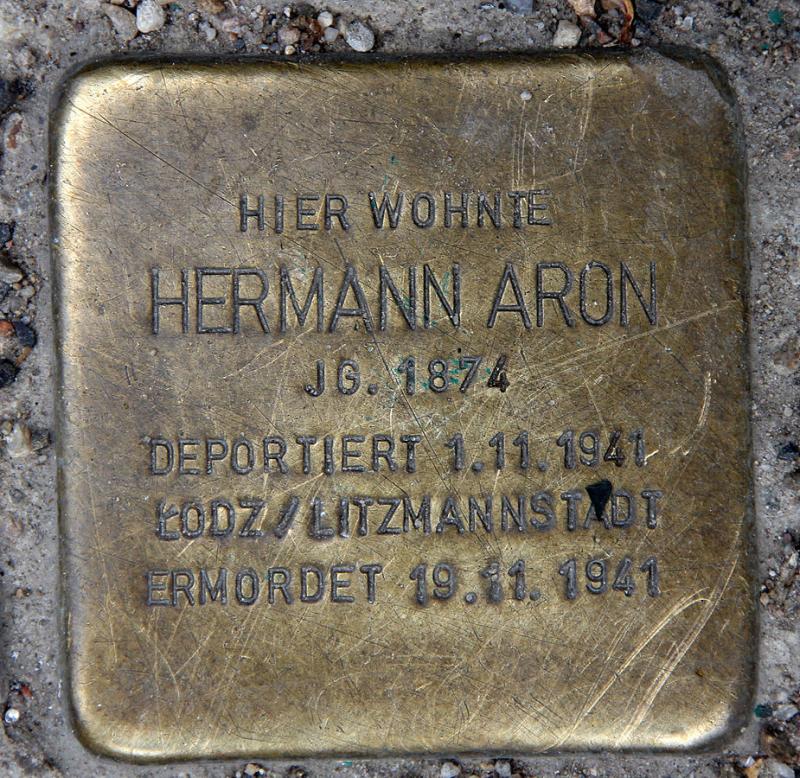 HIER WOHNTE
HERMANN ARON
JG. 1874
DEPORTIERT 1.11.1941
ŁODZ/LITZMANNSTADT
ERMORDET 19.11.1941